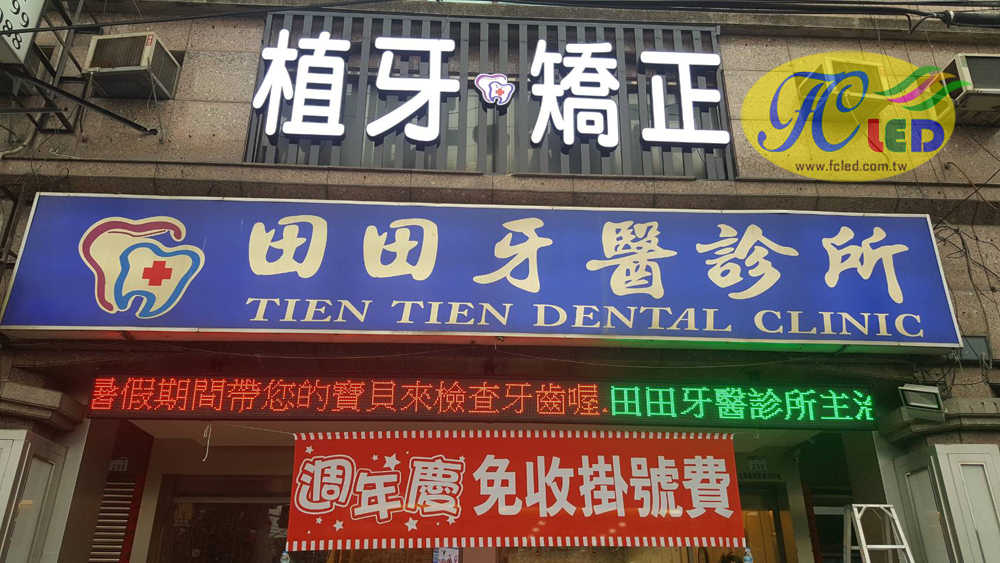 植牙 矯正
FC LED
www.fcled.com.tw
田田牙醫診所
TIEN TIEN DENTAL CLINIC
暑假期間帶您的寶貝來檢查牙齒喔.田田牙醫診所主治
週年慶 免收掛號費